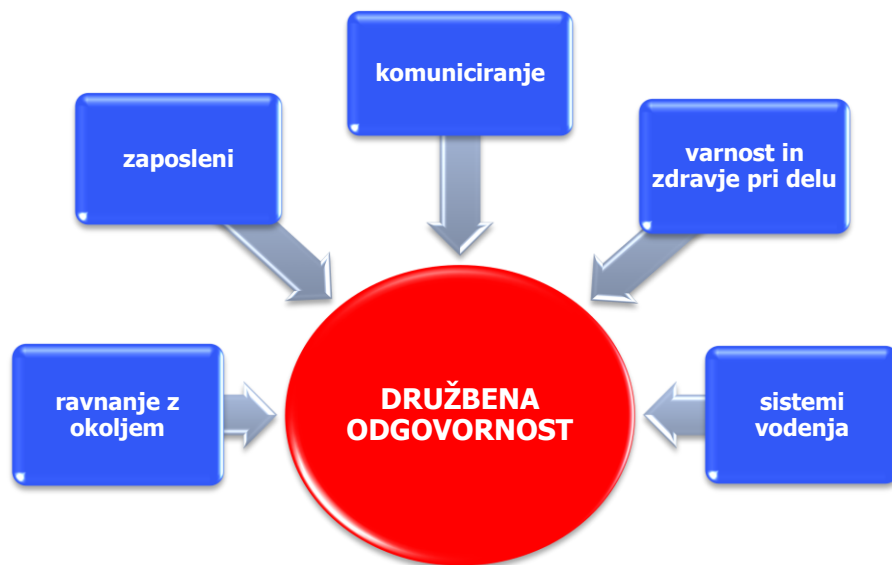 komuniciranje
zaposleni
varnost in
zdravje pri delu
ravnanje z
okoljem
DRUŽBENA
ODGOVORNOST
sistemi
vodenja